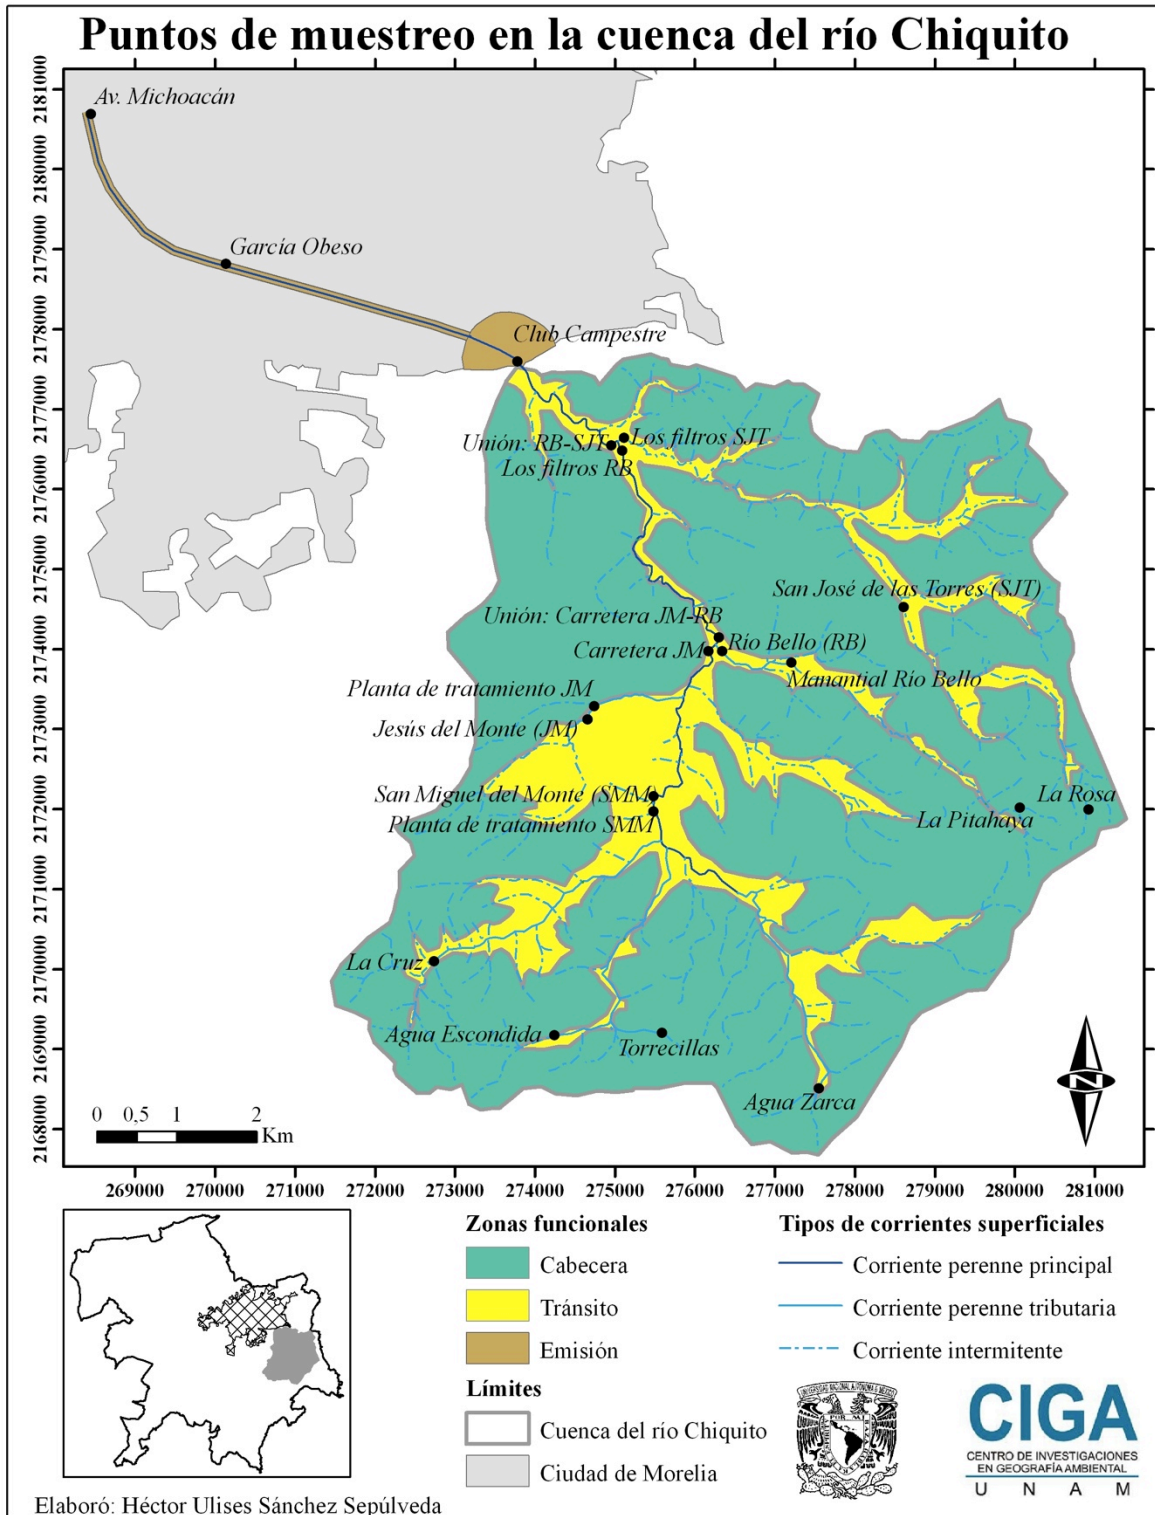 Puntos de muestreo en la cuenca del río Chiquito
2181000
2180000
2179000
2178000
2177000
2176000
2175000
2174000
2173000
2172000
2171000
2170000
2169000
2168000
Av. Michoacán
García Obeso
Club Campestre
Los filtros SJT
Unión: RB-SJT
Los filtros RB
San José de las Torres (SJT)
Unión: Carretera JM-RB
Río Bello (RB)
Carretera JM
Manantial Río Bello
Planta de tratamiento JM
Jesús del Monte (JM)
San Miguel del Monte (SMM)
La Rosa
La Pitahaya
Planta de tratamiento SMM
La Cruz
Agua Escondida
Torrecillas
Agua Zarca
N
0 0,5 1 2
Km
269000 270000 271000 272000 273000 274000 275000 276000 277000 278000 279000 280000 281000
Zonas funcionales
Cabecera
Tránsito
Emisión
Límites
Cuenca del río Chiquito
Ciudad de Morelia
Tipos de corrientes superficiales
Corriente perenne principal
Corriente perenne tributaria
Corriente intermitente
CIGA
CENTRO DE INVESTIGACIONES
EN GEOGRAFÍA AMBIENTAL
U N A M
Elaboró: Héctor Ulises Sánchez Sepúlveda